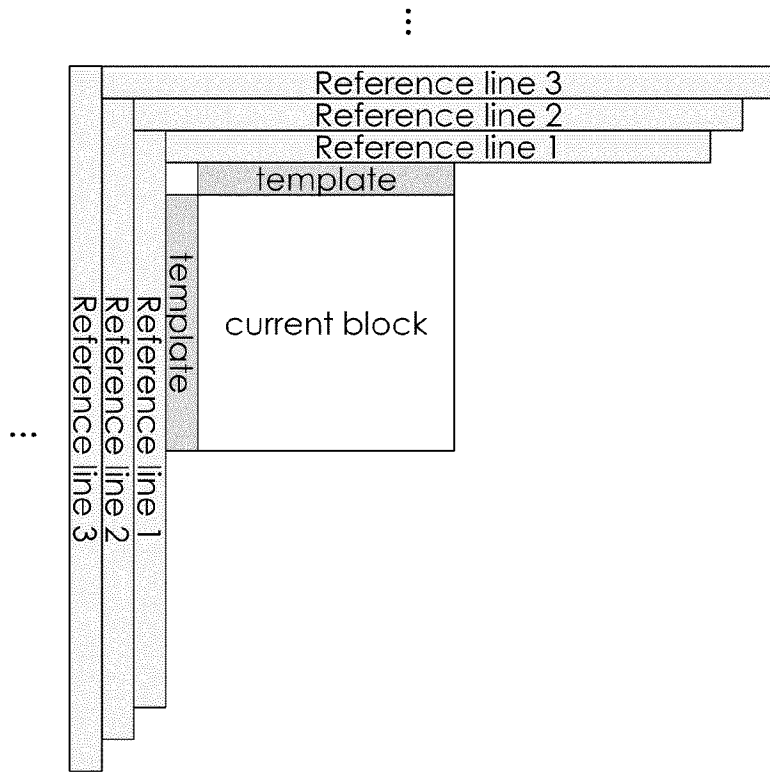 ⋮
Reference line 3
Reference line 2
Reference line 1
template
template
current block
Reference line 1
Reference line 2
Reference line 3
...